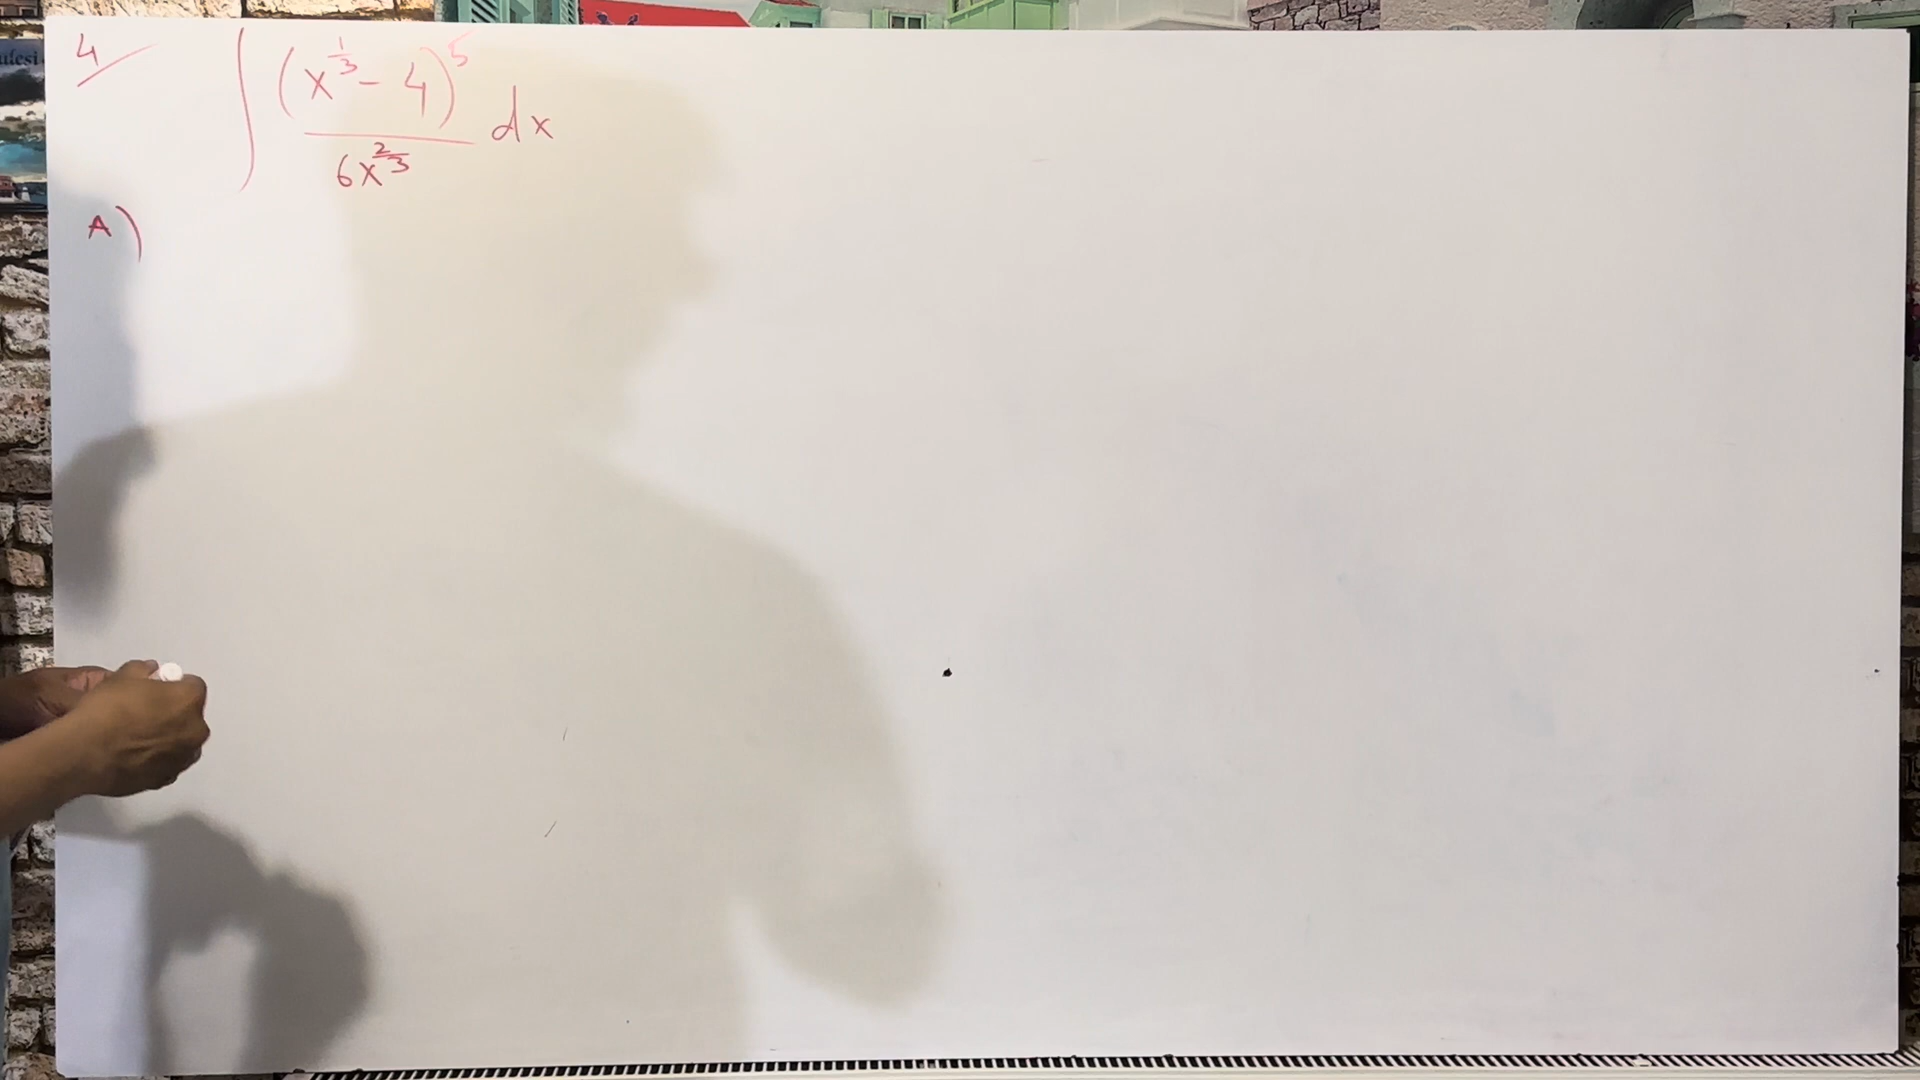 4
∫ (x^{1/3} - 4)^5 / 6x^{2/3} dx
A)